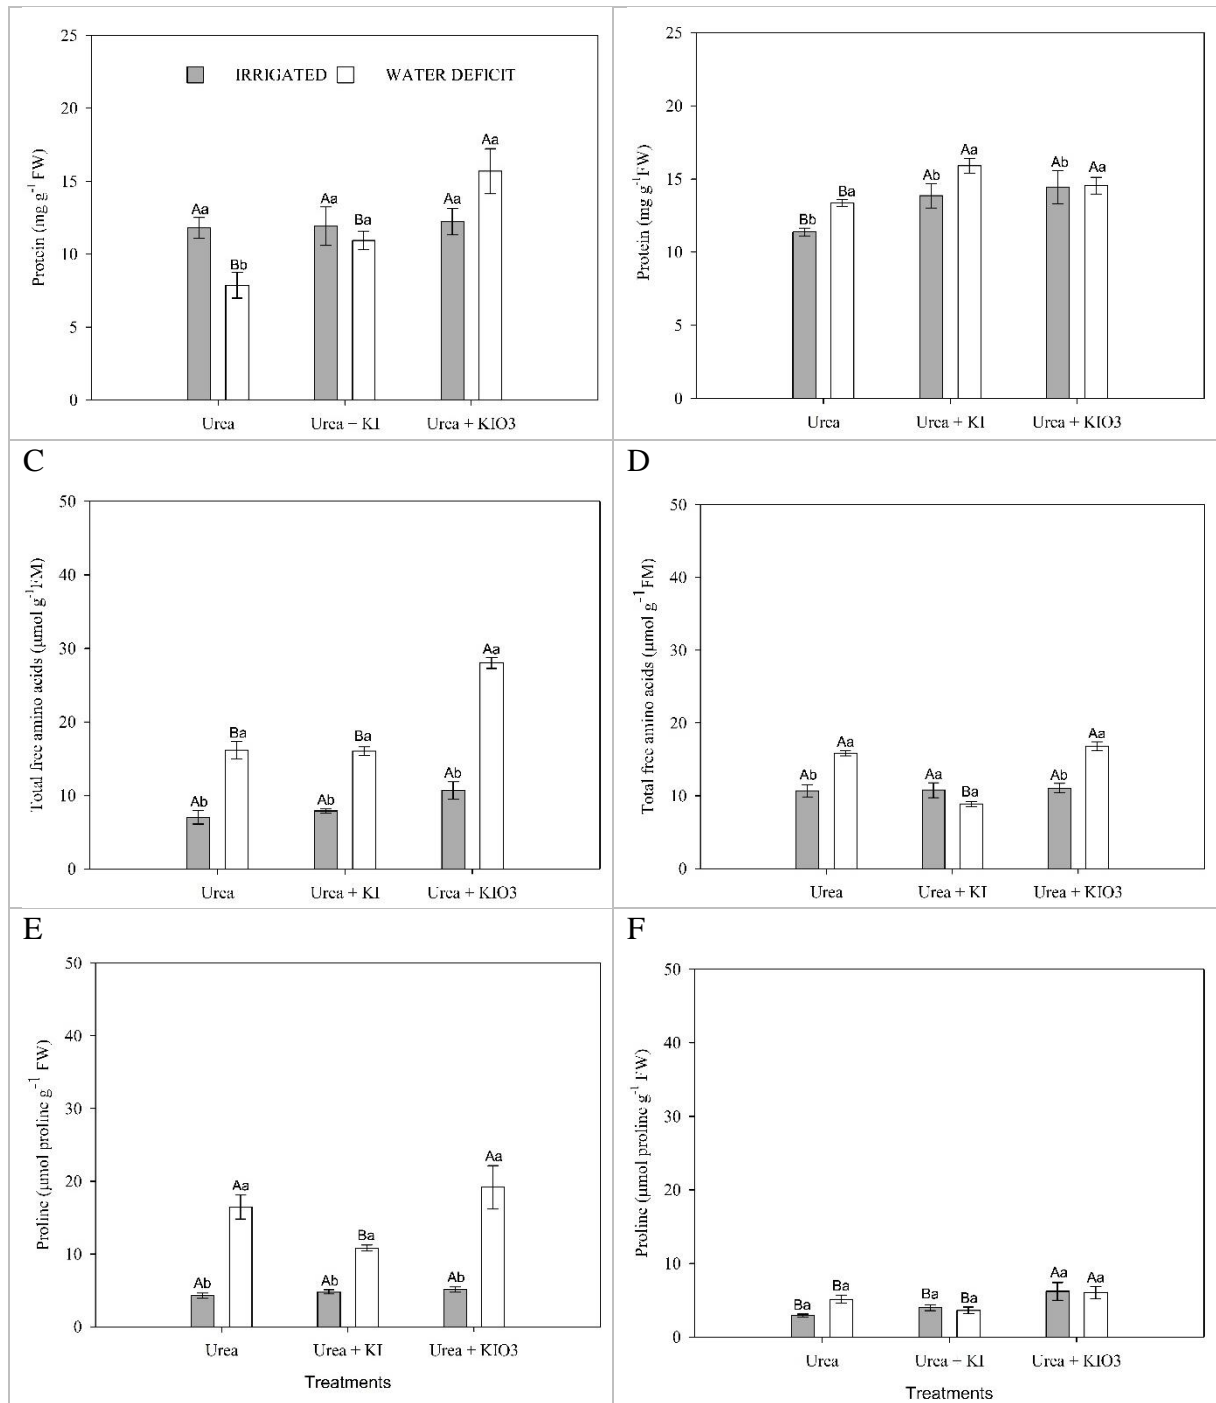 25
20
15
10
5
0
Protein (mg g⁻¹ FW)
IRRIGATED WATER DEFICIT
Aa Bb Aa Ba Aa Aa
Urea Urea + KI Urea + KIO3
25
20
15
10
5
0
Protein (mg g⁻¹FW)
Bb Ba Ab Aa Ab Aa
Urea Urea + KI Urea + KIO3
C
50
40
30
20
10
0
Total free amino acids (µmol g⁻¹FM)
Ab Ba Ab Ba Ab Aa
Urea Urea + KI Urea + KIO3
D
50
40
30
20
10
0
Total free amino acids (µmol g⁻¹FM)
Ab Aa Aa Ba Ab Aa
Urea Urea + KI Urea + KIO3
E
50
40
30
20
10
0
Proline (µmol proline g⁻¹ FW)
Ab Aa Ab Ba Ab Aa
Urea Urea + KI Urea + KIO3
Treatments
F
50
40
30
20
10
0
Proline (µmol proline g⁻¹ FW)
Ba Ba Ba Ba Aa Aa
Urea Urea + KI Urea + KIO3
Treatments